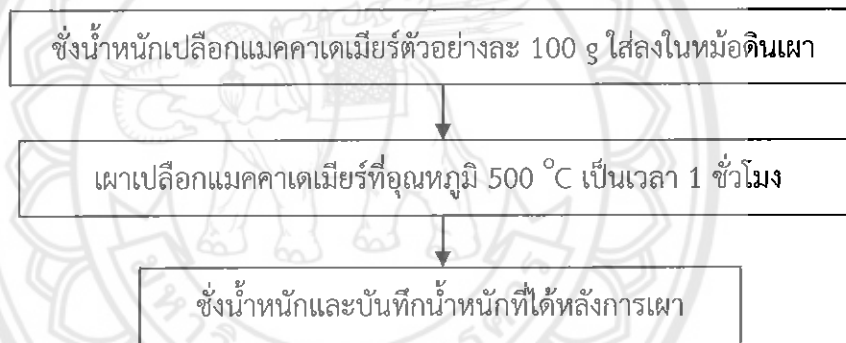 ชั่งน้ำหนักเปลือกแมคคาเดเมียร์ตัวอย่างละ 100 g ใส่ลงในหม้อดินเผา
เผาเปลือกแมคคาเดเมียร์ที่อุณหภูมิ 500 °C เป็นเวลา 1 ชั่วโมง
ชั่งน้ำหนักและบันทึกน้ำหนักที่ได้หลังการเผา